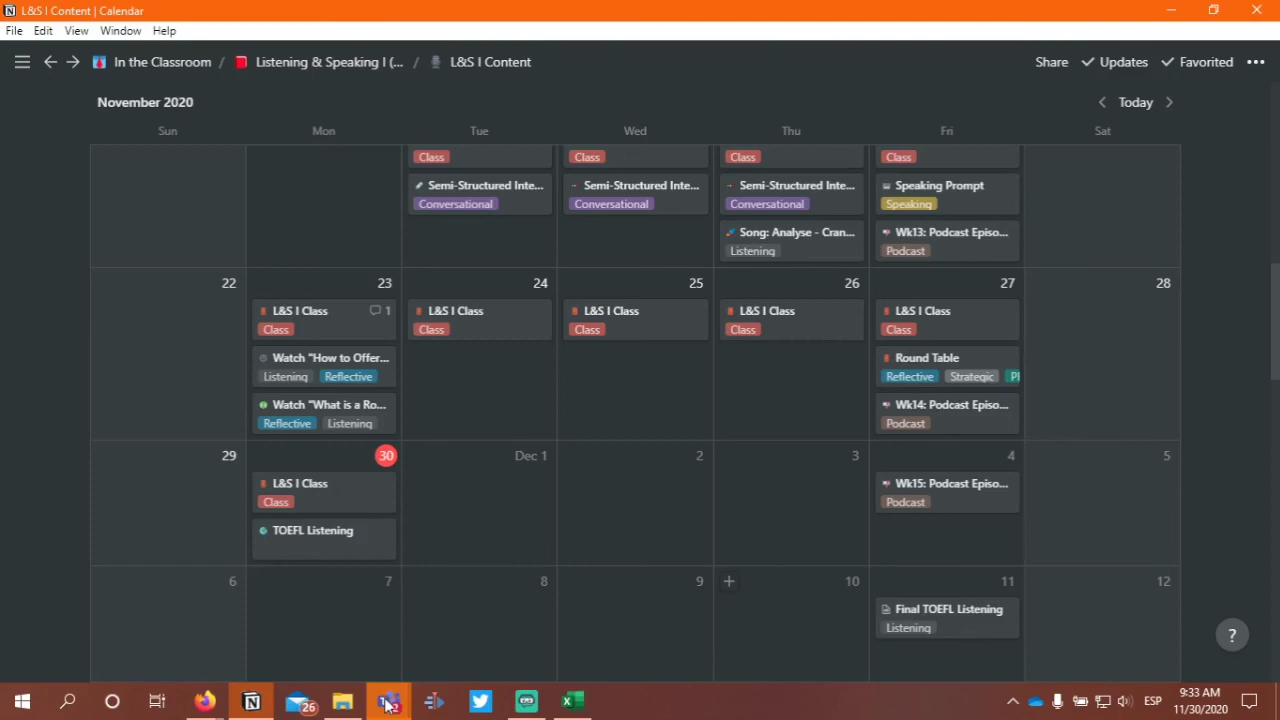 L&S I Content | Calendar
File Edit View Window Help
In the Classroom / Listening & Speaking I (... / L&S I Content
Share Updates Favorited
November 2020
Today
Sun Mon Tue Wed Thu Fri Sat
Class Class Class Class
Semi-Structured Inte... Semi-Structured Inte... Semi-Structured Inte... Speaking Prompt
Conversational Conversational Conversational Speaking
Song: Analyse - Cran... Wk13: Podcast Episo...
Listening Podcast
22 23 24 25 26 27 28
L&S I Class 1 L&S I Class L&S I Class L&S I Class L&S I Class
Class Class Class Class Class
Watch "How to Offer... Round Table
Listening Reflective Reflective Strategic
Watch "What is a Ro... Wk14: Podcast Episo...
Reflective Listening Podcast
29 30 Dec 1 2 3 4 5
L&S I Class Wk15: Podcast Episo...
Class Podcast
TOEFL Listening
6 7 8 9 10 11 12
Final TOEFL Listening
Listening
?
26
ESP
9:33 AM
11/30/2020